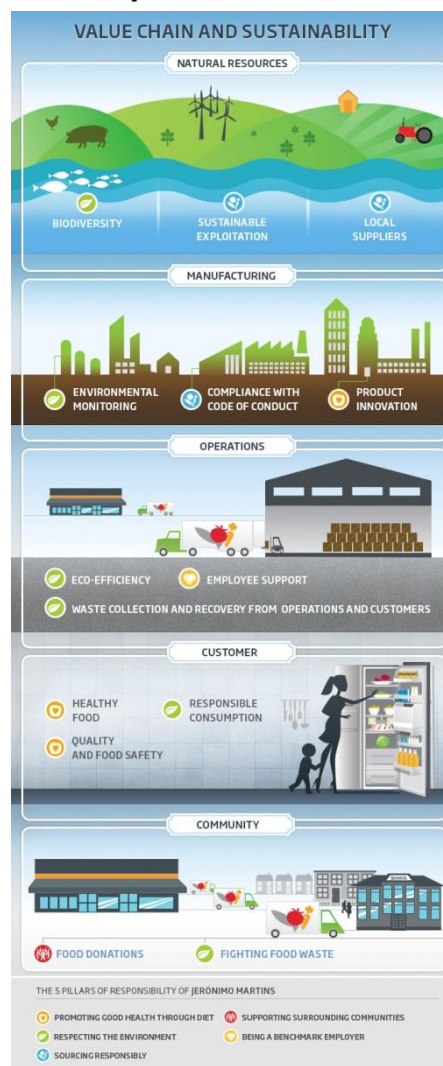 VALUE CHAIN AND SUSTAINABILITY
NATURAL RESOURCES
BIODIVERSITY
SUSTAINABLE
EXPLOITATION
LOCAL
SUPPLIERS
MANUFACTURING
ENVIRONMENTAL
MONITORING
COMPLIANCE WITH
CODE OF CONDUCT
PRODUCT
INNOVATION
OPERATIONS
ECO-EFFICIENCY
EMPLOYEE SUPPORT
WASTE COLLECTION AND RECOVERY FROM OPERATIONS AND CUSTOMERS
CUSTOMER
HEALTHY
FOOD
RESPONSIBLE
CONSUMPTION
QUALITY
AND FOOD SAFETY
COMMUNITY
SCHOOL
FOOD DONATIONS
FIGHTING FOOD WASTE
THE 5 PILLARS OF RESPONSIBILITY OF JERÓNIMO MARTINS
PROMOTING GOOD HEALTH THROUGH DIET
SUPPORTING SURROUNDING COMMUNITIES
RESPECTING THE ENVIRONMENT
BEING A BENCHMARK EMPLOYER
SOURCING RESPONSIBLY